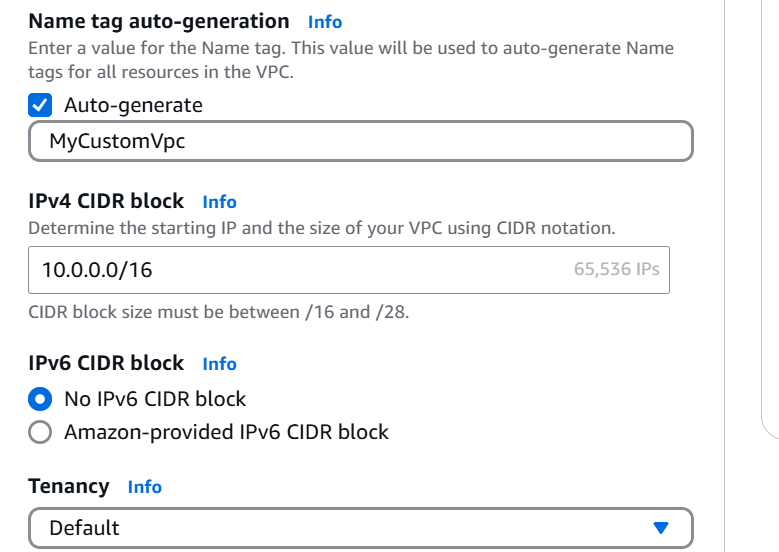 Name tag auto-generation Info
Enter a value for the Name tag. This value will be used to auto-generate Name
tags for all resources in the VPC.
Auto-generate
MyCustomVpc
IPv4 CIDR block Info
Determine the starting IP and the size of your VPC using CIDR notation.
10.0.0.0/16 65,536 IPs
CIDR block size must be between /16 and /28.
IPv6 CIDR block Info
No IPv6 CIDR block
Amazon-provided IPv6 CIDR block
Tenancy Info
Default